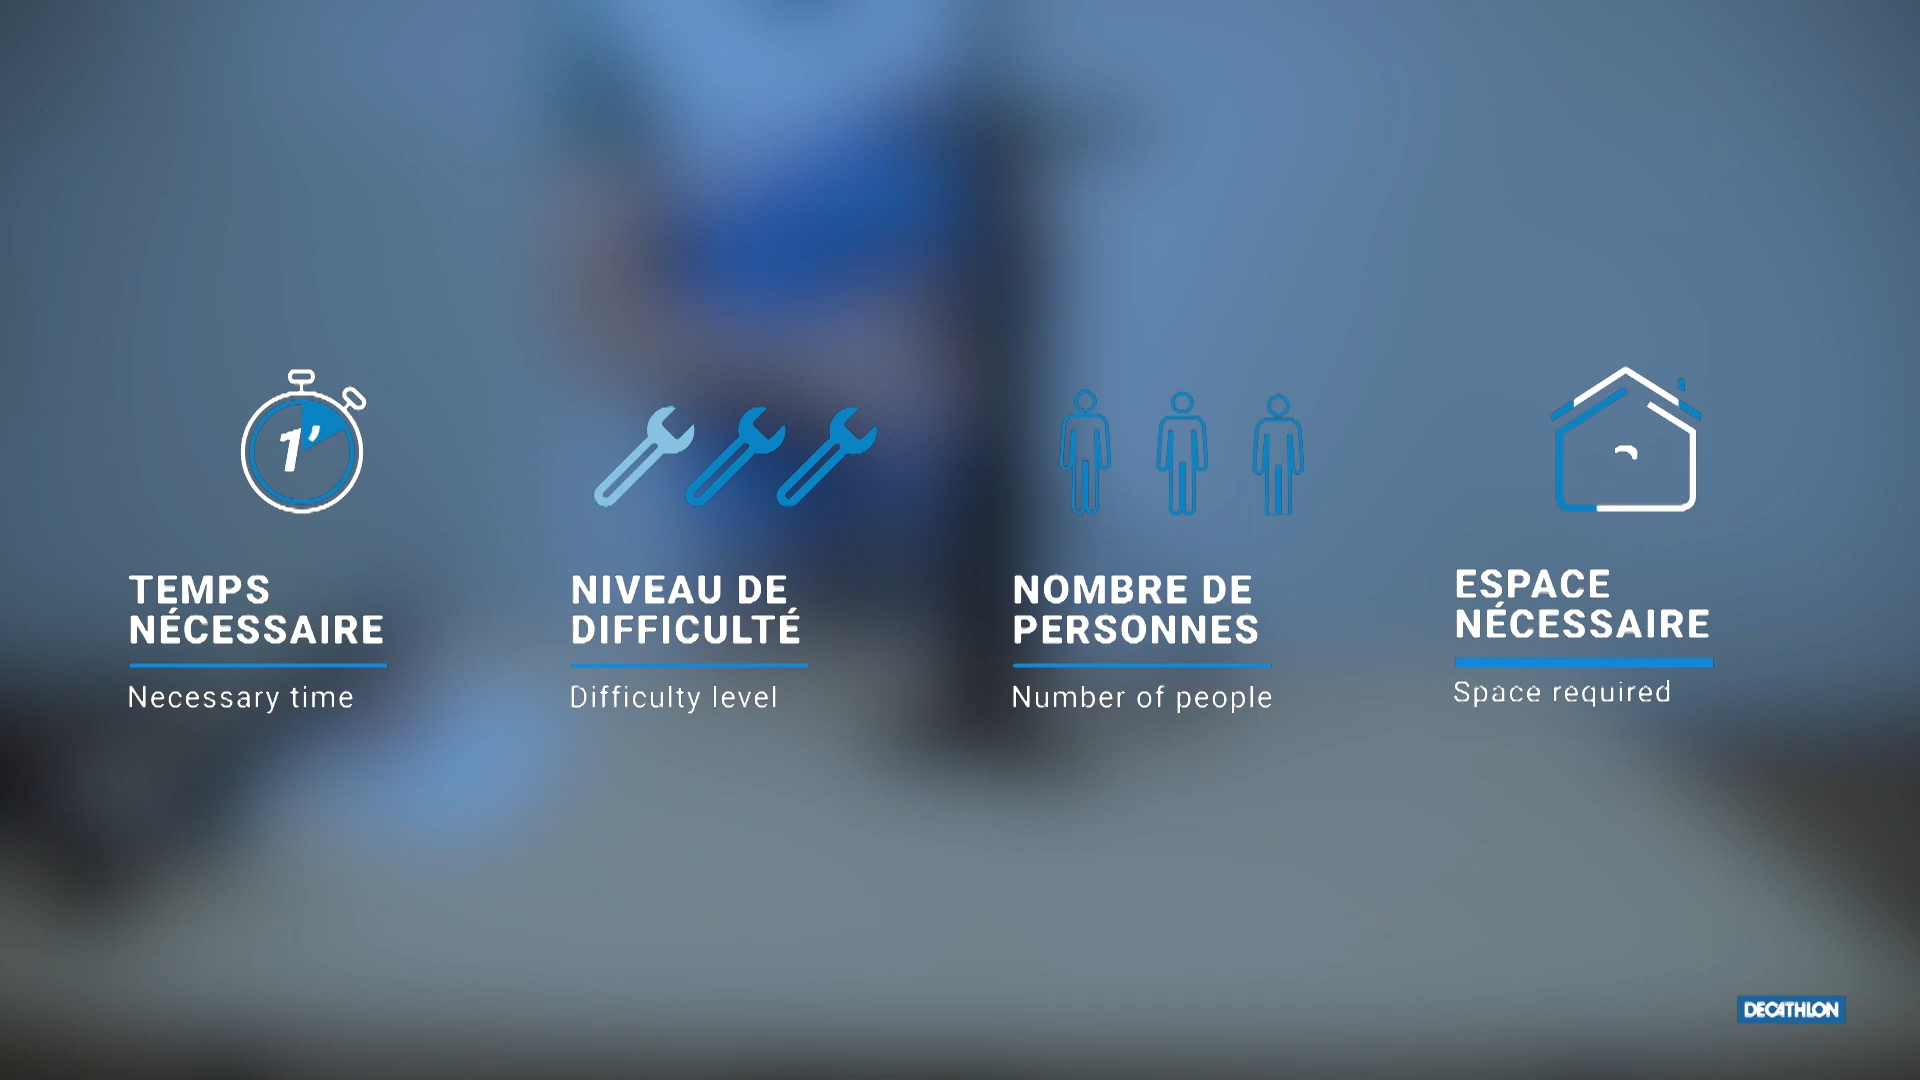 1’
TEMPS
NÉCESSAIRE
Necessary time
NIVEAU DE
DIFFICULTÉ
Difficulty level
NOMBRE DE
PERSONNES
Number of people
ESPACE
NÉCESSAIRE
Space required
DECATHLON